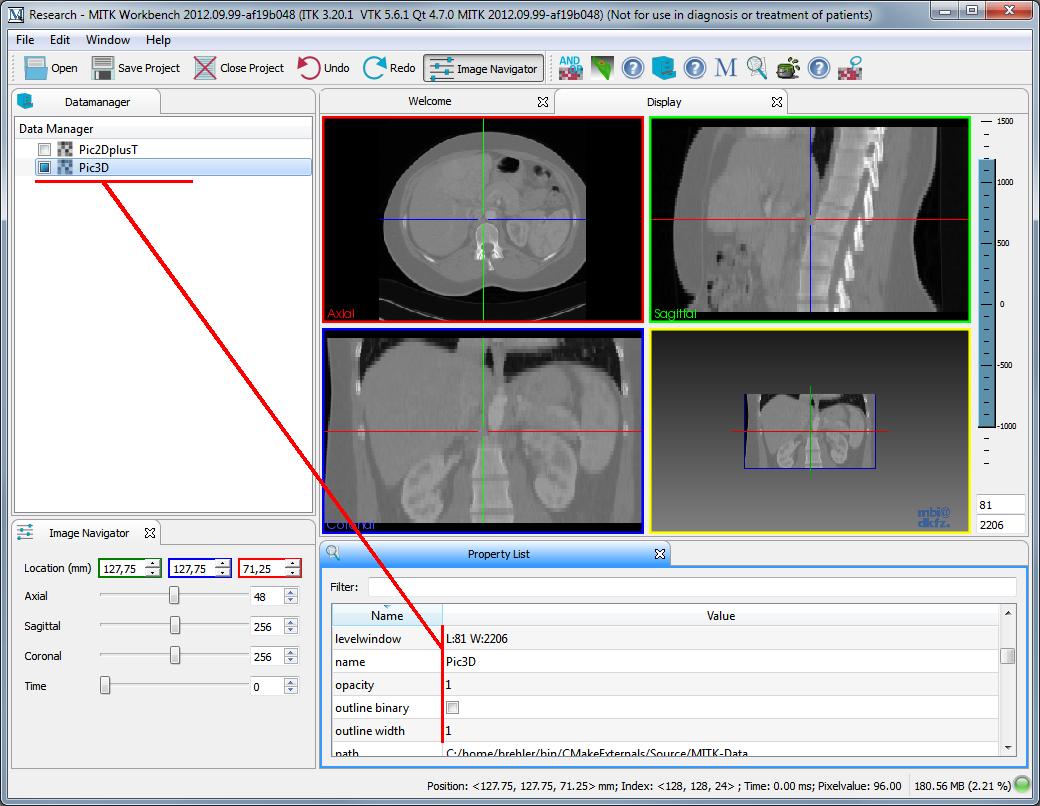 Research - MITK Workbench 2012.09.99-af19b048 (ITK 3.20.1 VTK 5.6.1 Qt 4.7.0 MITK 2012.09.99-af19b048) (Not for use in diagnosis or treatment of patients)
File Edit Window Help
Open Save Project Close Project Undo Redo Image Navigator AND OR M
Datamanager
Welcome Display
Data Manager
Pic2DplusT
Pic3D
Axial
Sagittal
Coronal
mbi@
dkfz.
1500
1000
500
0
-500
-1000
81
2206
Image Navigator
Location (mm) 127,75 127,75 71,25
Axial 48
Sagittal 256
Coronal 256
Time 0
Property List
Filter:
Name Value
levelwindow L:81 W:2206
name Pic3D
opacity 1
outline binary
outline width 1
path C:/home/brehler/bin/CMakeExternals/Source/MITK-Data
Position: <127.75, 127.75, 71.25> mm; Index: <128, 128, 24> ; Time: 0.00 ms; Pixelvalue: 96.00 180.56 MB (2.21 %)